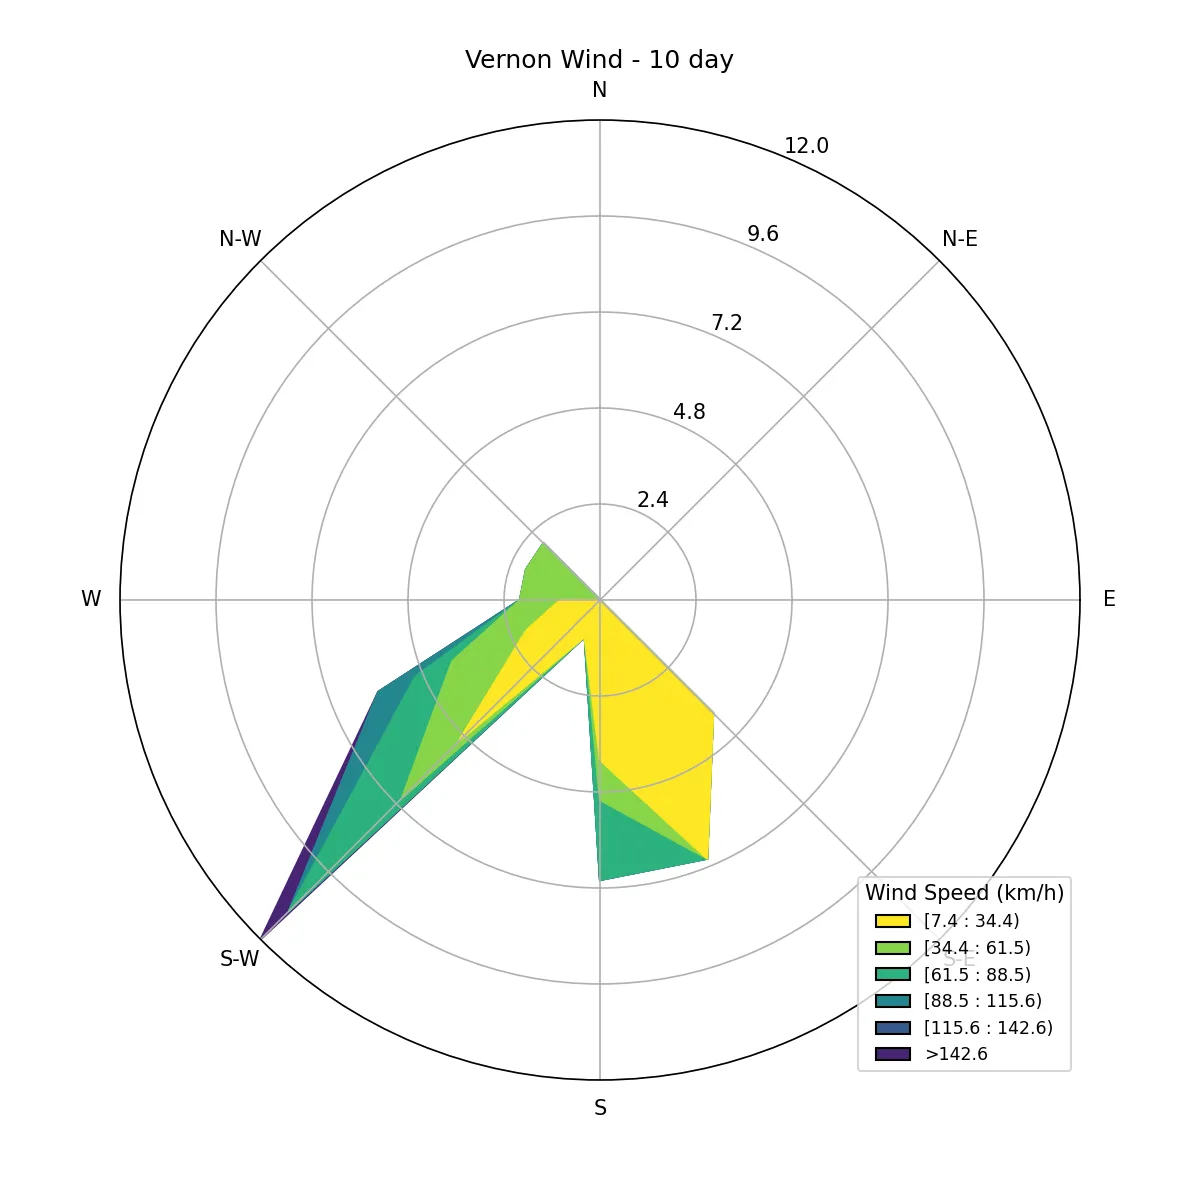 Vernon Wind - 10 day
N
12.0
N-W
9.6
N-E
7.2
4.8
2.4
W
E
S-W
S-E
S
Wind Speed (km/h)
[7.4 : 34.4)
[34.4 : 61.5)
[61.5 : 88.5)
[88.5 : 115.6)
[115.6 : 142.6)
>142.6